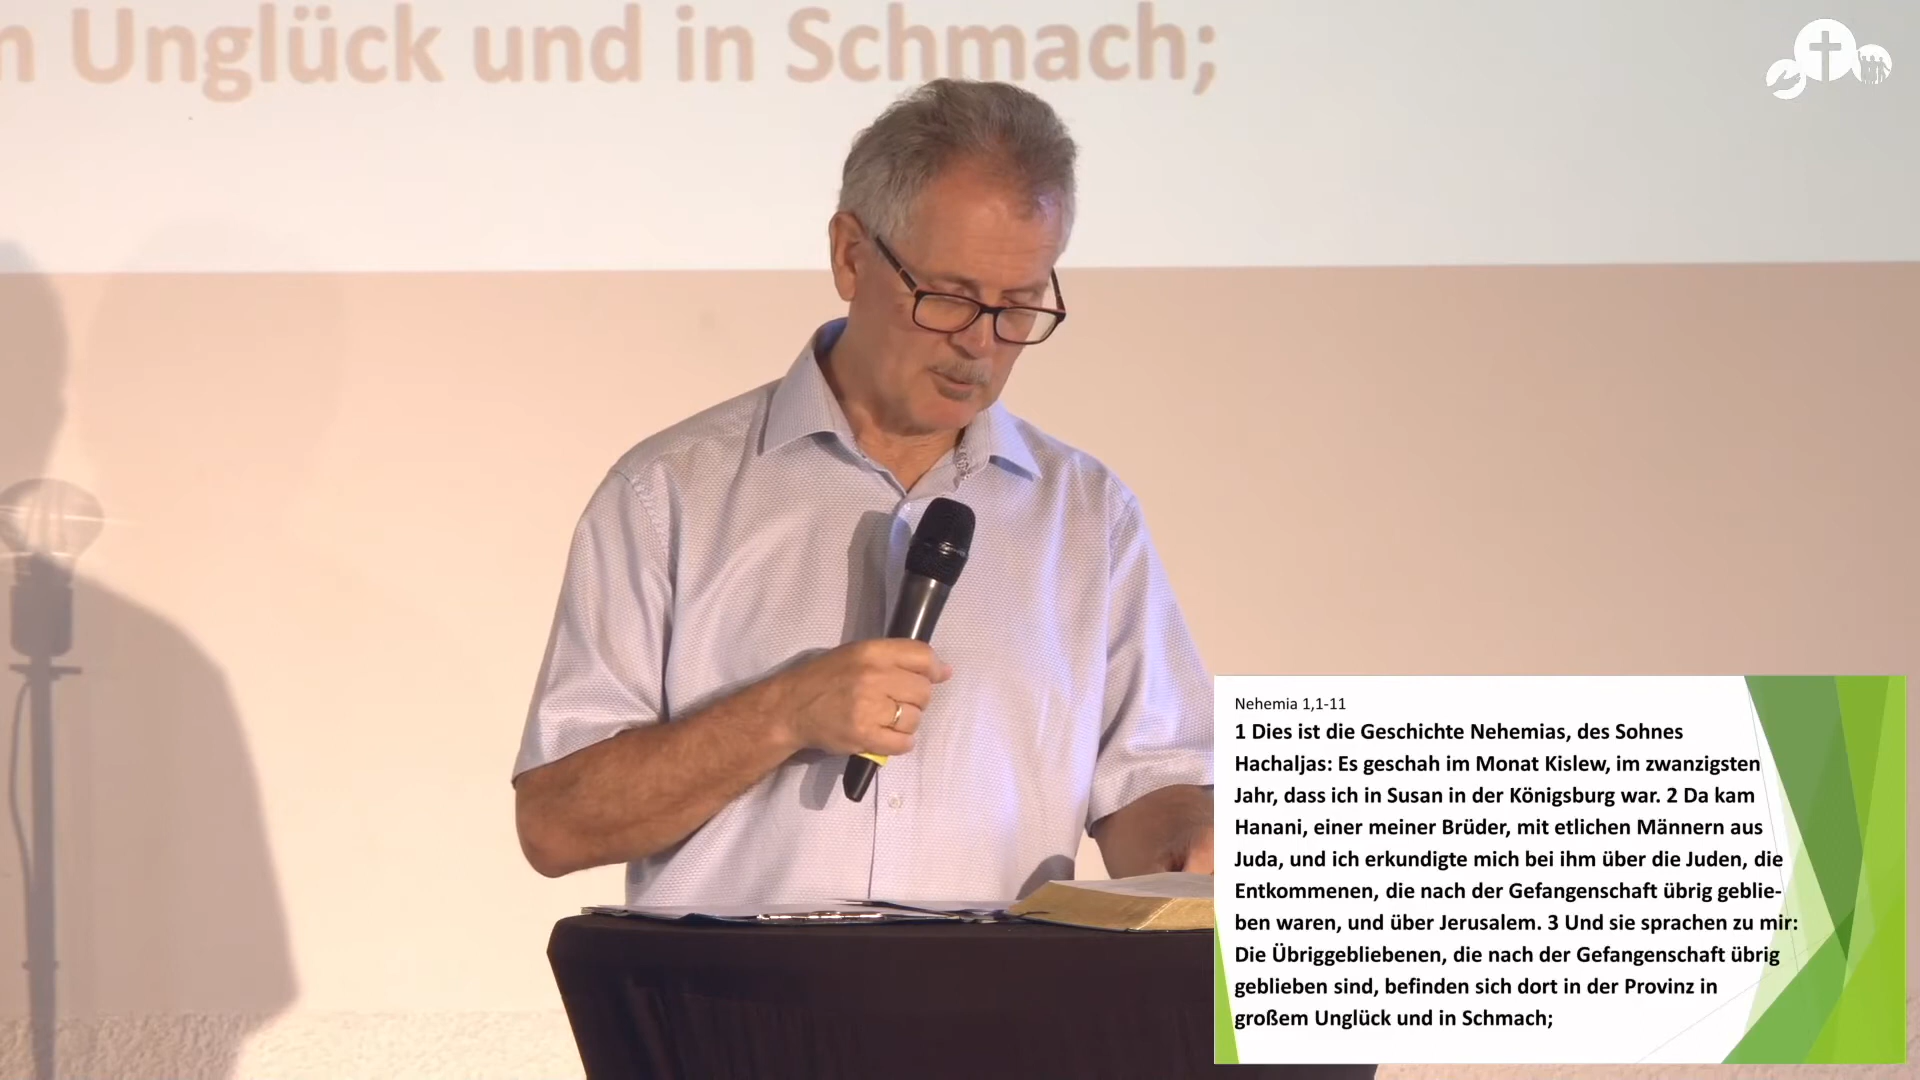 n Unglück und in Schmach;
Nehemia 1,1-11
1 Dies ist die Geschichte Nehemias, des Sohnes
Hachaljas: Es geschah im Monat Kislew, im zwanzigsten
Jahr, dass ich in Susan in der Königsburg war. 2 Da kam
Hanani, einer meiner Brüder, mit etlichen Männern aus
Juda, und ich erkundigte mich bei ihm über die Juden, die
Entkommenen, die nach der Gefangenschaft übrig geblie-
ben waren, und über Jerusalem. 3 Und sie sprachen zu mir:
Die Übriggebliebenen, die nach der Gefangenschaft übrig
geblieben sind, befinden sich dort in der Provinz in
großem Unglück und in Schmach;